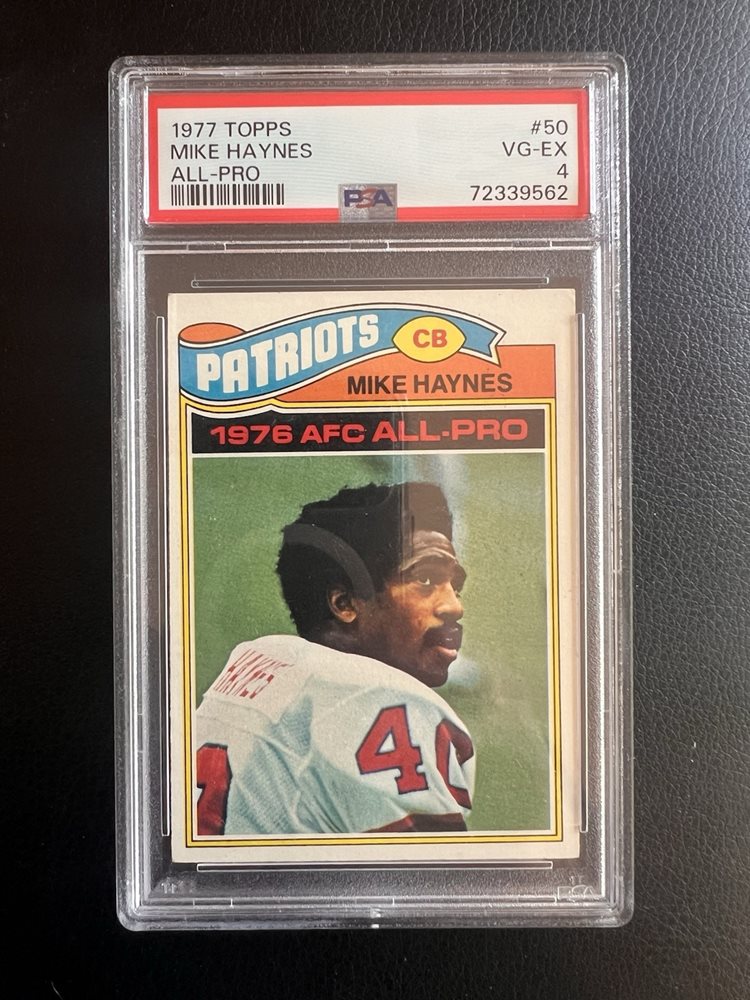 1977 TOPPS #50
MIKE HAYNES VG-EX
ALL-PRO 4
72339562
PSA
PATRIOTS CB
MIKE HAYNES
1976 AFC ALL-PRO
HAYNES
40